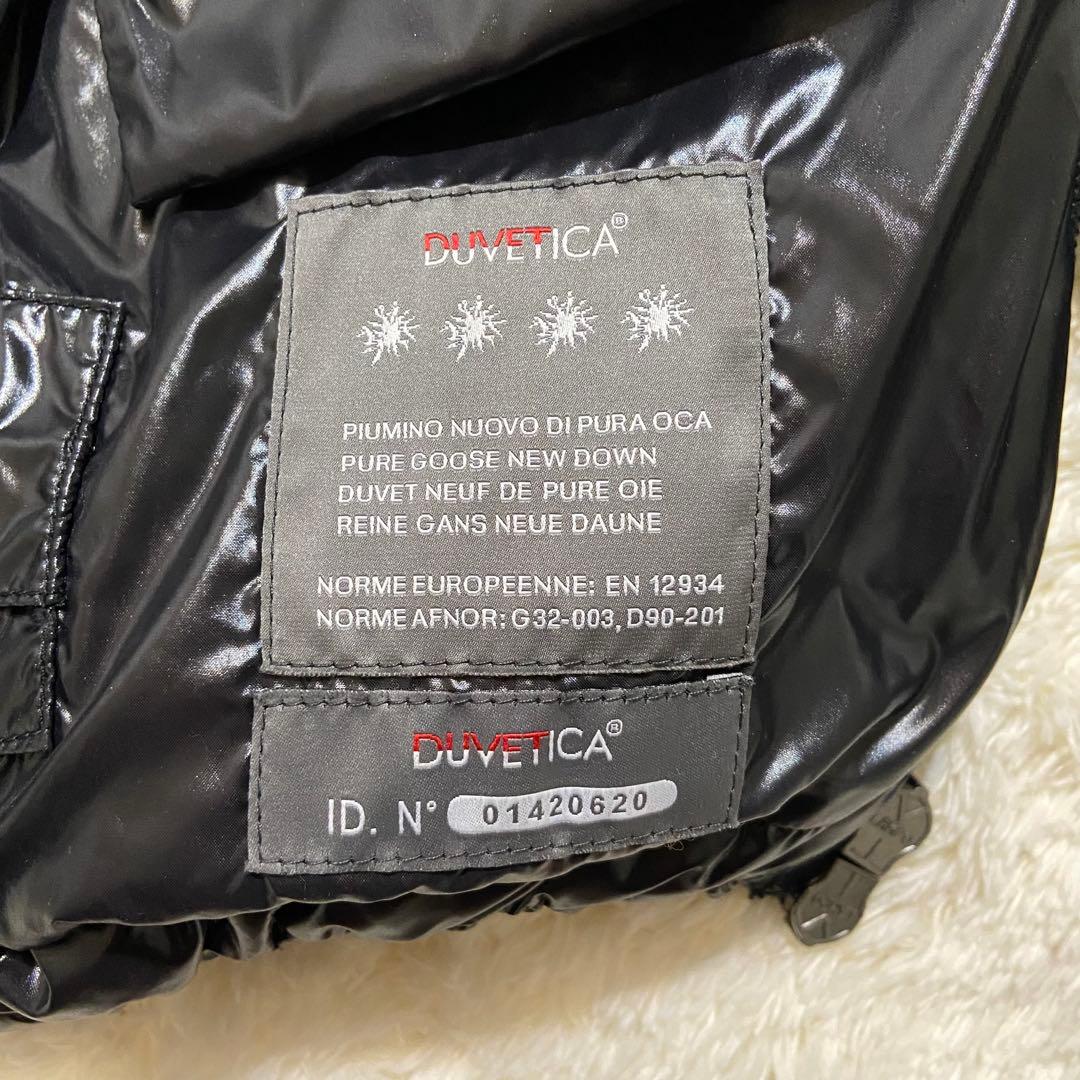 DUVETICA®
PIUMINO NUOVO DI PURA OCA
PURE GOOSE NEW DOWN
DUVET NEUF DE PURE OIE
REINE GANS NEUE DAUNE
NORME EUROPEENNE: EN 12934
NORME AFNOR: G32-003, D90-201
DUVETICA®
ID. N° 01420620